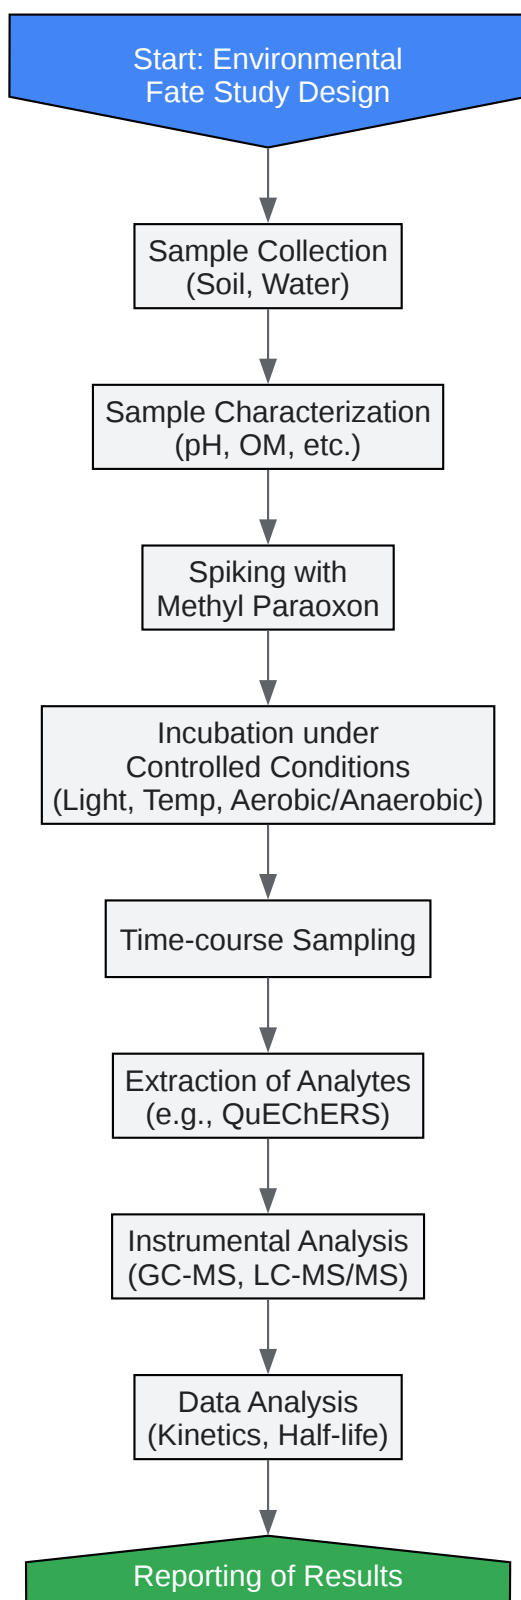 Start: Environmental
Fate Study Design
Sample Collection
(Soil, Water)
Sample Characterization
(pH, OM, etc.)
Spiking with
Methyl Paraoxon
Incubation under
Controlled Conditions
(Light, Temp, Aerobic/Anaerobic)
Time-course Sampling
Extraction of Analytes
(e.g., QuEChERS)
Instrumental Analysis
(GC-MS, LC-MS/MS)
Data Analysis
(Kinetics, Half-life)
Reporting of Results